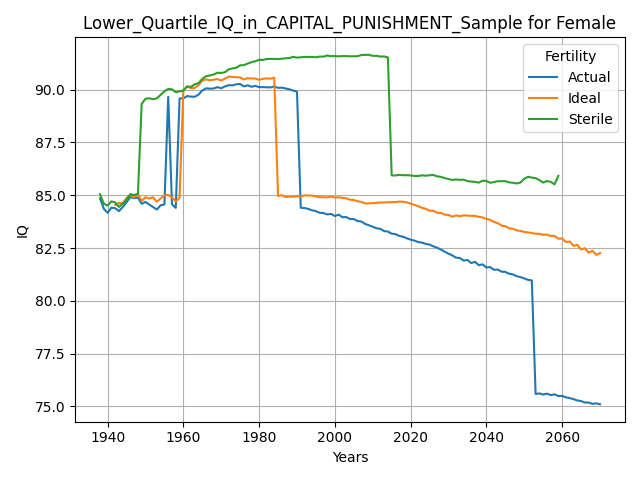 Lower_Quartile_IQ_in_CAPITAL_PUNISHMENT_Sample for Female
Fertility
Actual
Ideal
Sterile
IQ
90.0
87.5
85.0
82.5
80.0
77.5
75.0
1940
1960
1980
2000
2020
2040
2060
Years